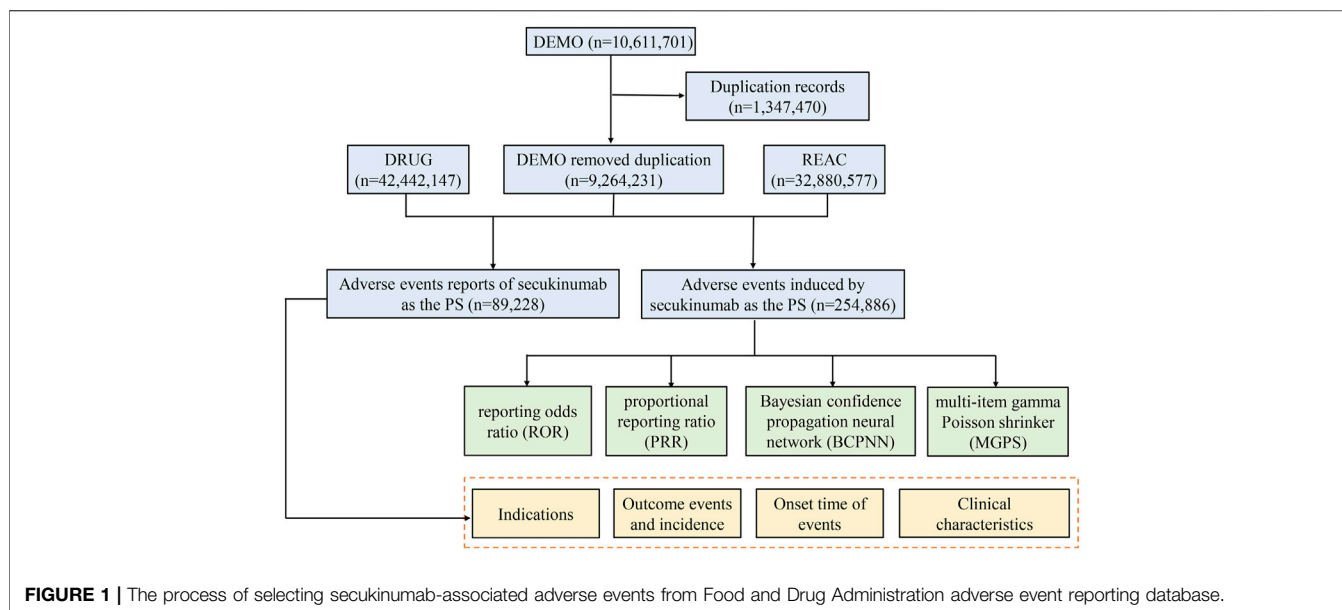 DEMO (n=10,611,701)
Duplication records
(n=1,347,470)
DRUG
(n=42,442,147)
DEMO removed duplication
(n=9,264,231)
REAC
(n=32,880,577)
Adverse events reports of secukinumab
as the PS (n=89,228)
Adverse events induced by
secukinumab as the PS (n=254,886)
reporting odds
ratio (ROR)
proportional
reporting ratio
(PRR)
Bayesian confidence
propagation neural
network (BCPNN)
multi-item gamma
Poisson shrinker
(MGPS)
Indications
Outcome events
and incidence
Onset time of
events
Clinical
characteristics
FIGURE 1 | The process of selecting secukinumab-associated adverse events from Food and Drug Administration adverse event reporting database.